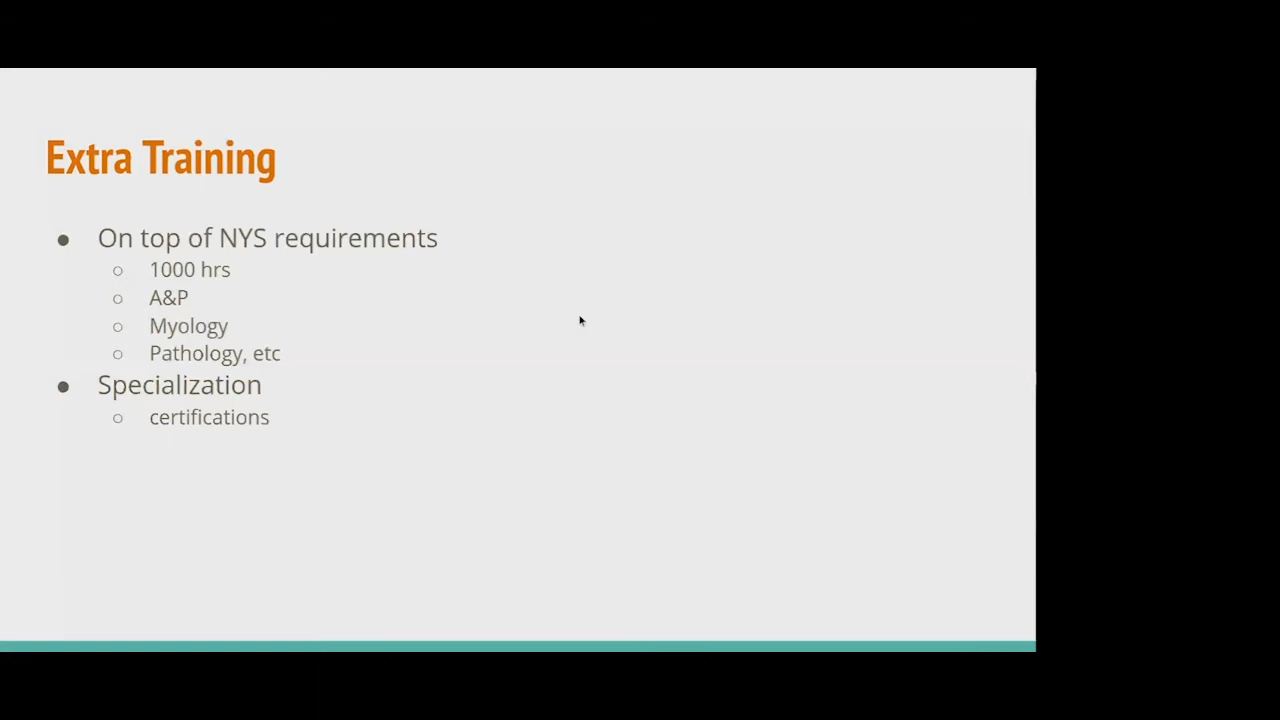 Extra Training
● On top of NYS requirements
○ 1000 hrs
○ A&P
○ Myology
○ Pathology, etc
● Specialization
○ certifications